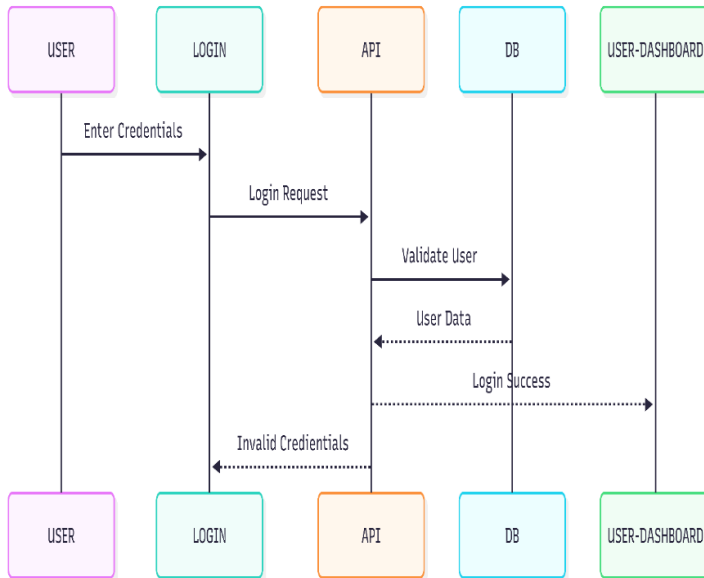 USER
LOGIN
API
DB
USER-DASHBOARD
Enter Credentials
Login Request
Validate User
User Data
Login Success
Invalid Credientials
USER
LOGIN
API
DB
USER-DASHBOARD